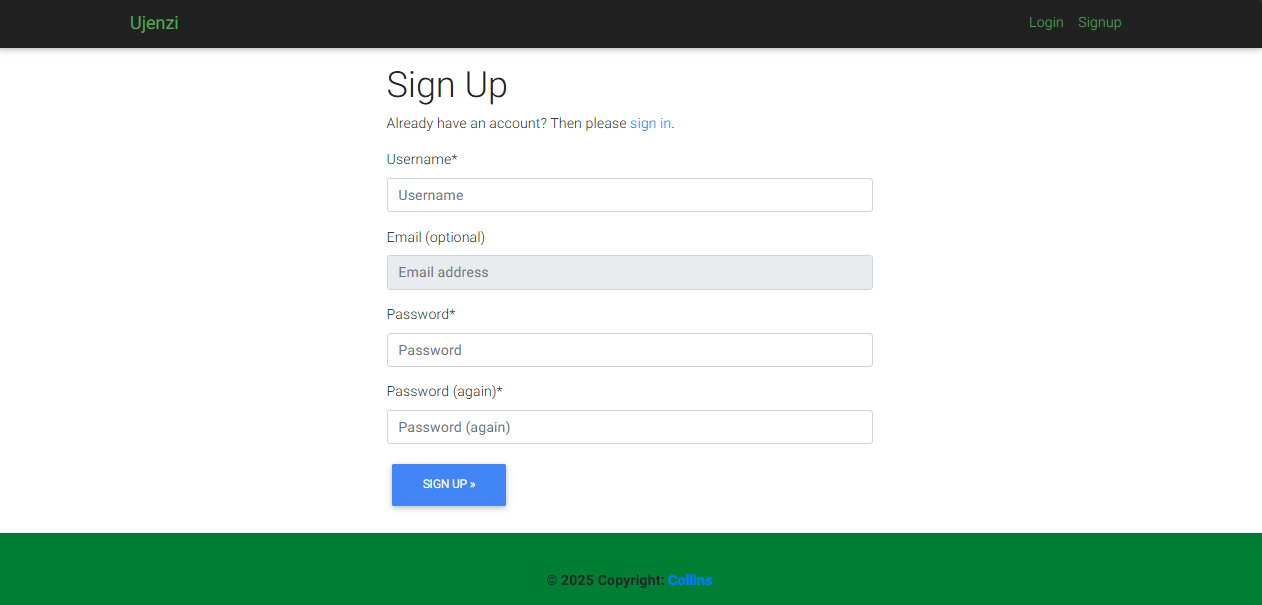 Ujenzi
Login Signup
Sign Up
Already have an account? Then please sign in.
Username*
Username
Email (optional)
Email address
Password*
Password
Password (again)*
Password (again)
SIGN UP »
© 2025 Copyright: Collins